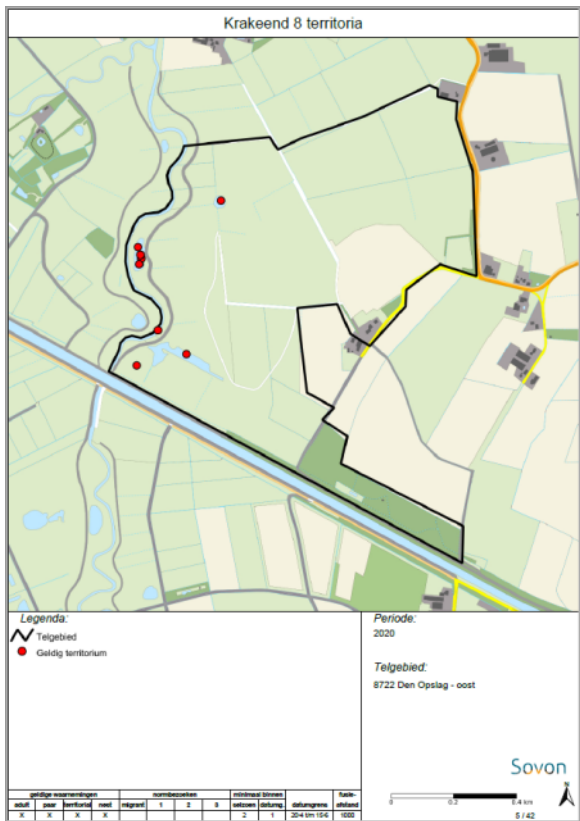 Krakeend 8 territoria
Legenda:
Telgebied
Geldig territorium
Periode:
2020
Telgebied:
8722 Den Opslag - oost
Sovon
0 0.2 0.4 km
5 / 42
geldige waarnemingen normbezoeken minimaal binnen fusie-
adult paar territorial nest migrant 1 2 3 seizoen datumg. datumgrens afstand
X X X X 2 1 20-4 t/m 15-6 1000